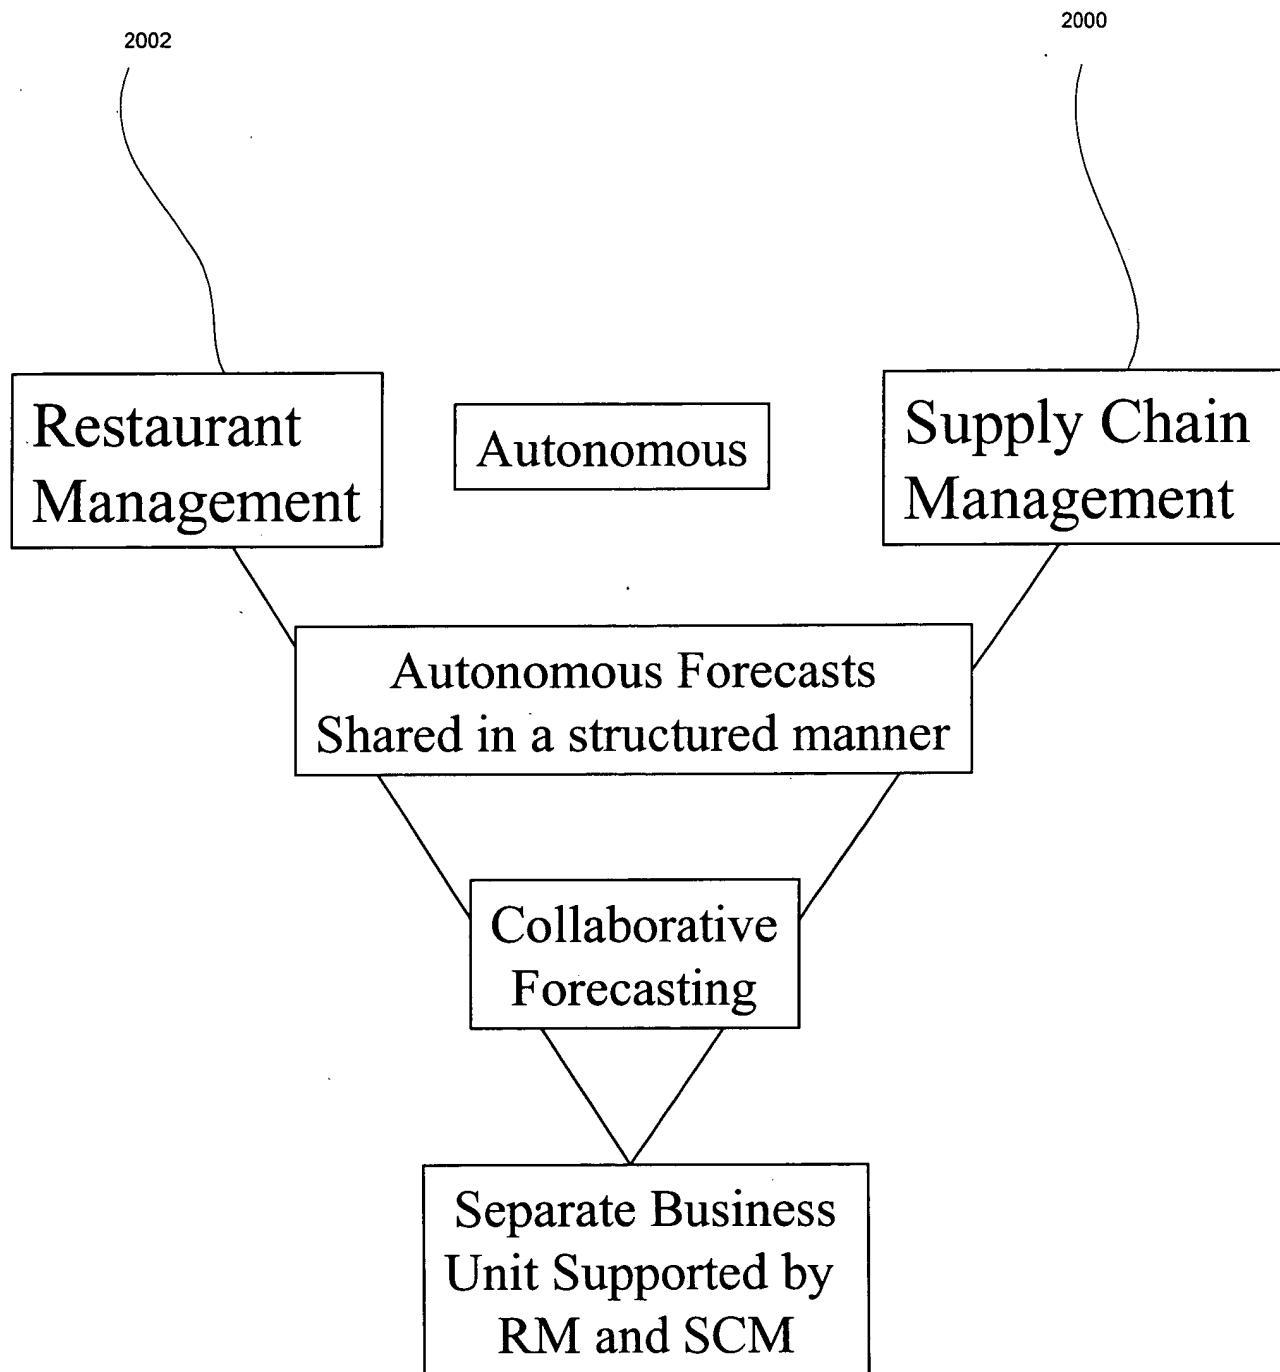 2002
2000
Restaurant
Management
Autonomous
Supply Chain
Management
Autonomous Forecasts
Shared in a structured manner
Collaborative
Forecasting
Separate Business
Unit Supported by
RM and SCM